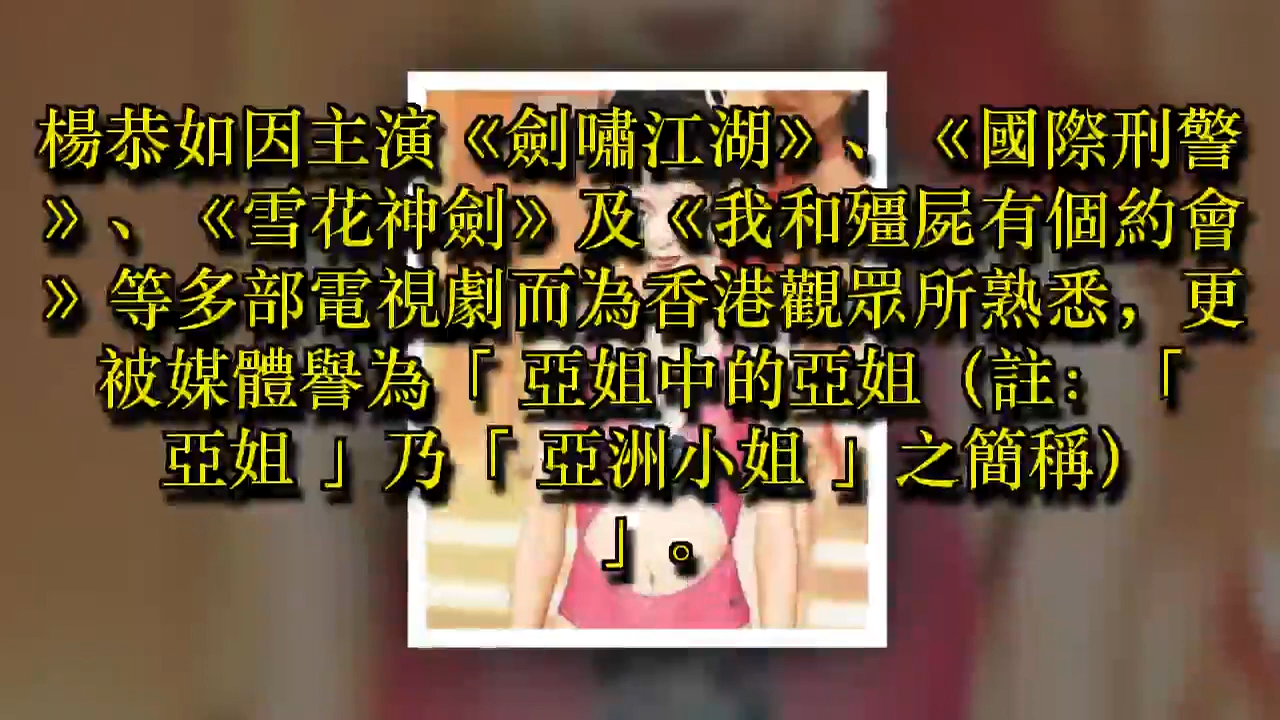 楊恭如因主演《劍嘯江湖》、《國際刑警
》、《雪花神劍》及《我和殭屍有個約會
》等多部電視劇而為香港觀眾所熟悉，更
被媒體譽為「 亞姐中的亞姐（註：「
亞姐 」乃「 亞洲小姐 」之簡稱）
」。